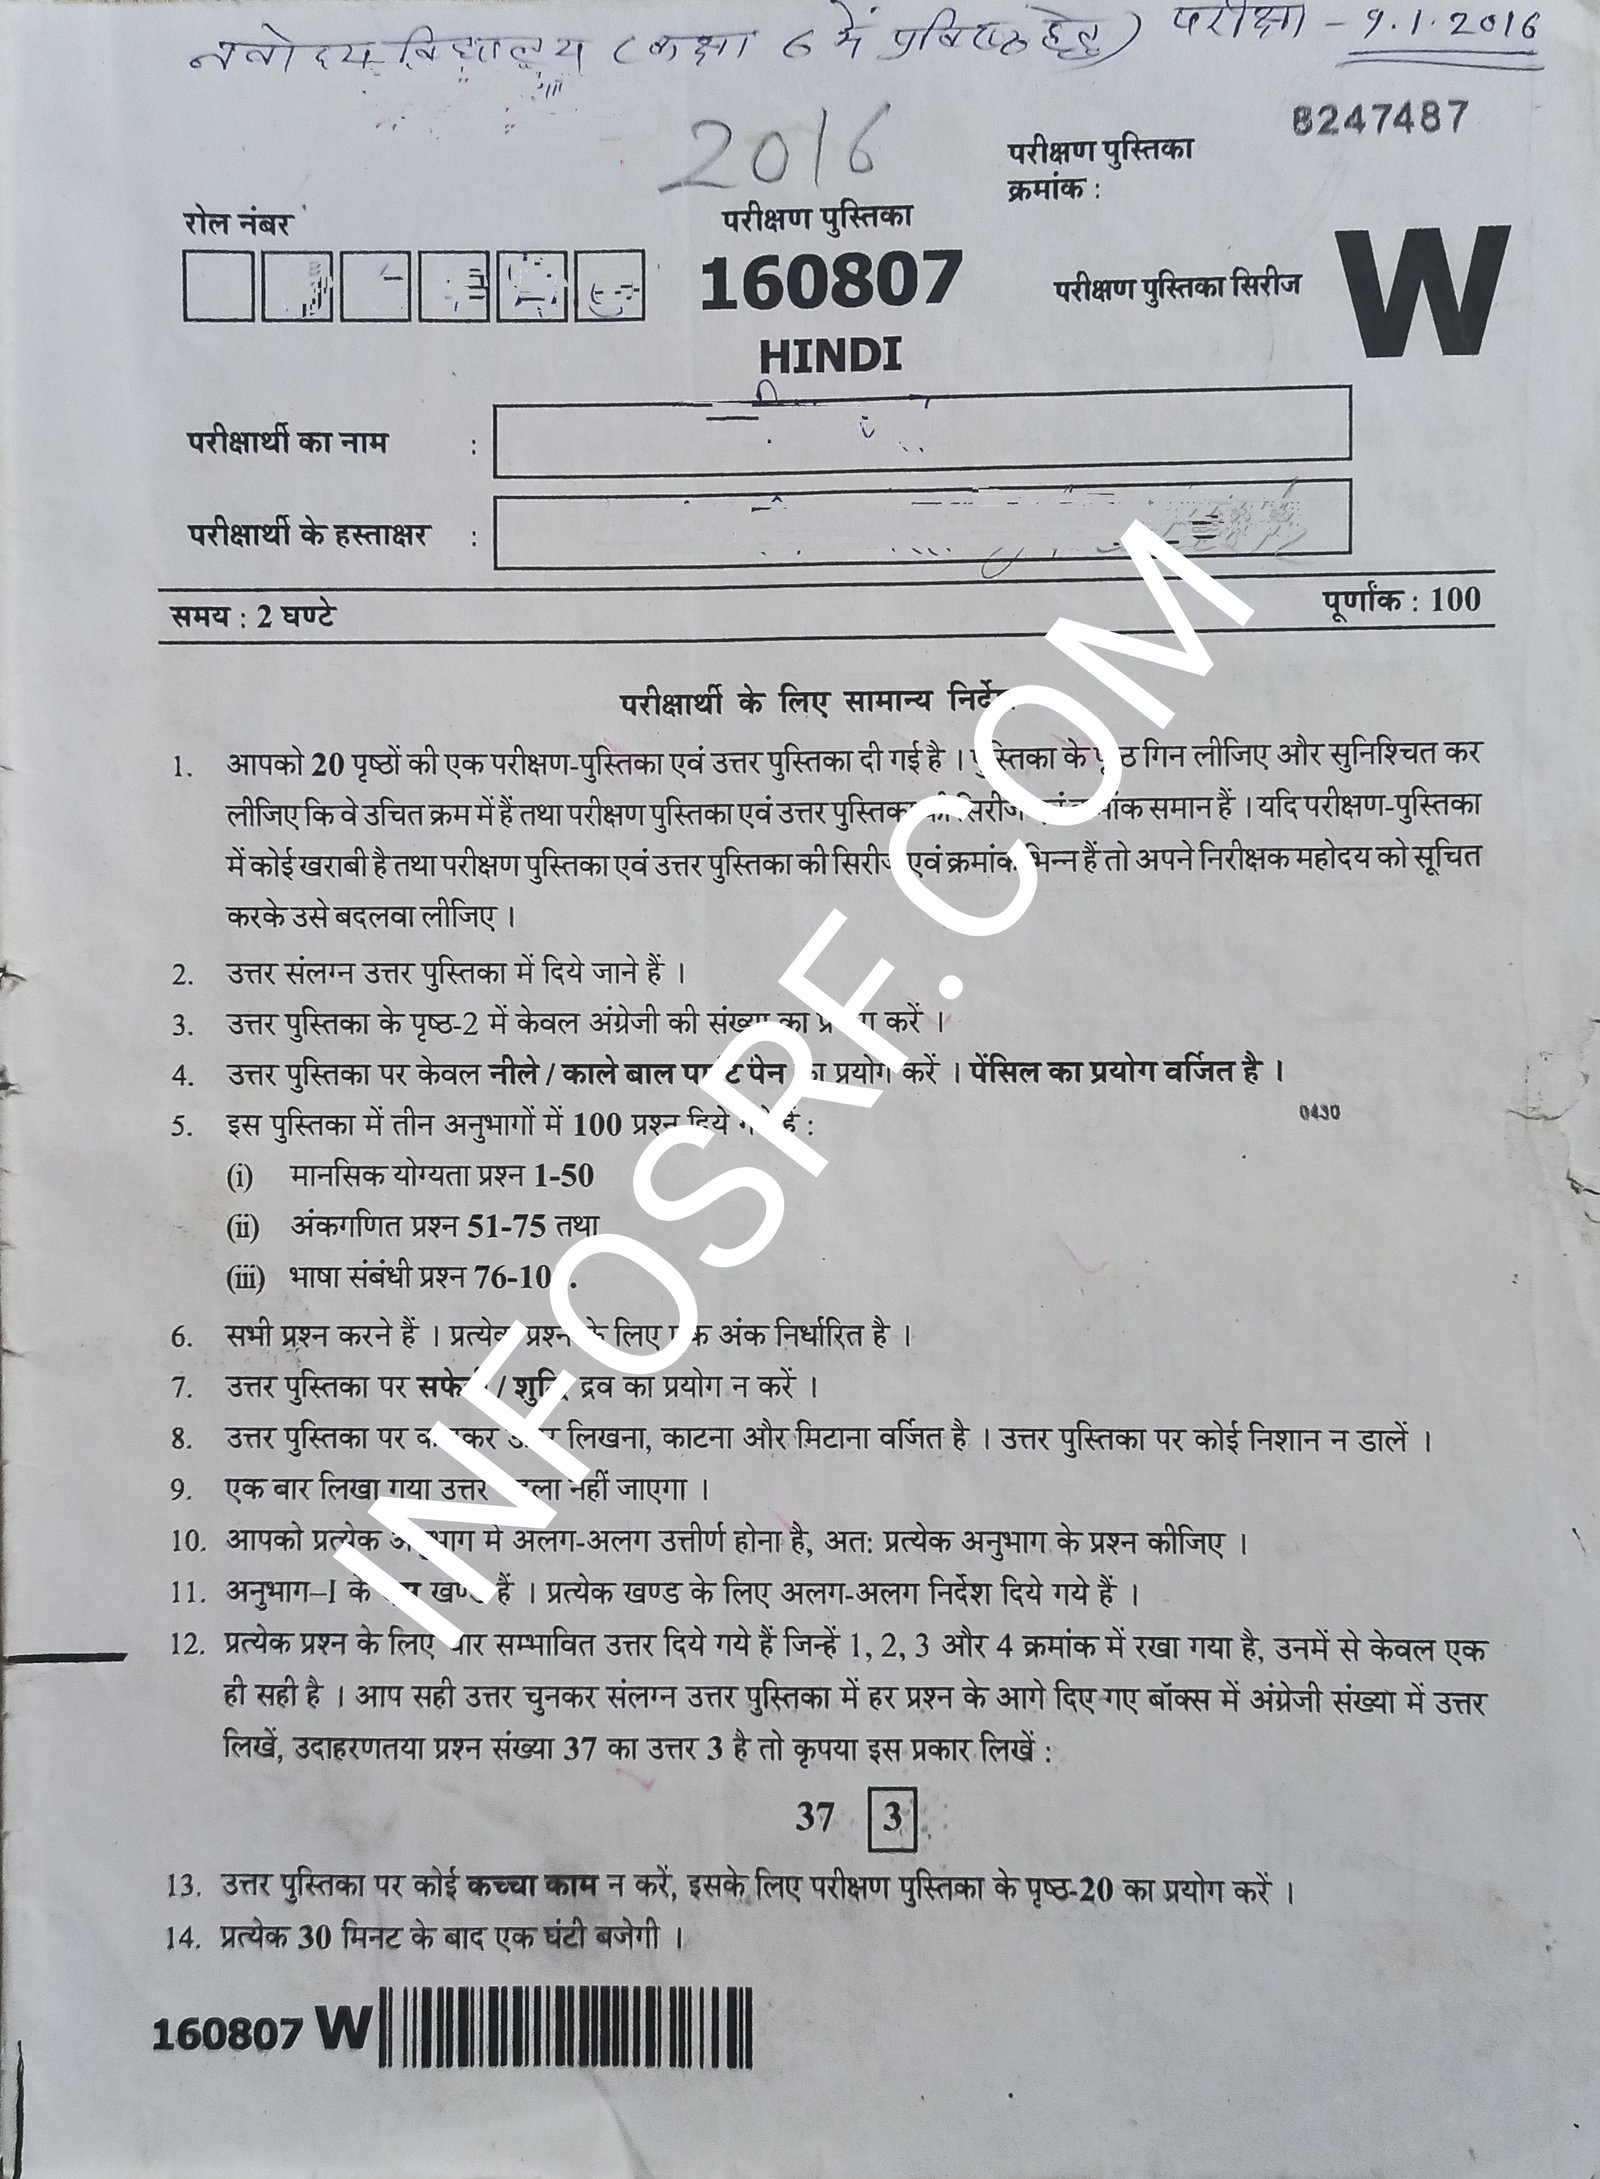 नवोदय विद्यालय (कक्षा 6 में प्रविष्ठ हेतु) परीक्षा - 9.1.2016
2016
8247487
परीक्षण पुस्तिका
क्रमांक :
रोल नंबर
परीक्षण पुस्तिका
160807
HINDI
परीक्षण पुस्तिका सिरीज
W
परीक्षार्थी का नाम :
परीक्षार्थी के हस्ताक्षर :
समय : 2 घण्टे
पूर्णांक : 100
परीक्षार्थी के लिए सामान्य
1. आपको 20 पृष्ठों की एक परीक्षण-पुस्तिका एवं उत्तर पुस्तिका दी गई है । पुस्तिका के पृष्ठ गिन लीजिए और सुनिश्चित कर
लीजिए कि वे उचित क्रम में हैं तथा परीक्षण पुस्तिका एवं उत्तर पुस्तिका की सिरीज एवं क्रमांक समान हैं । यदि परीक्षण-पुस्तिका
में कोई खराबी है तथा परीक्षण पुस्तिका एवं उत्तर पुस्तिका की सिरीज एवं क्रमांक भिन्न हैं तो अपने निरीक्षक महोदय को सूचित
करके उसे बदलवा लीजिए ।
2. उत्तर संलग्न उत्तर पुस्तिका में दिये जाने हैं ।
3. उत्तर पुस्तिका के पृष्ठ-2 में केवल अंग्रेजी की संख्या का प्रयोग करें ।
4. उत्तर पुस्तिका पर केवल नीले / काले बाल पाइंट पेन का प्रयोग करें । पेंसिल का प्रयोग वर्जित है ।
0430
5. इस पुस्तिका में तीन अनुभागों में 100 प्रश्न दिये गये हैं :
(i) मानसिक योग्यता प्रश्न 1-50
(ii) अंकगणित प्रश्न 51-75 तथा
(iii) भाषा संबंधी प्रश्न 76-100.
6. सभी प्रश्न करने हैं । प्रत्येक प्रश्न के लिए एक अंक निर्धारित है ।
7. उत्तर पुस्तिका पर सफेदी / शुद्धि द्रव का प्रयोग न करें ।
8. उत्तर पुस्तिका पर लिखना, काटना और मिटाना वर्जित है । उत्तर पुस्तिका पर कोई निशान न डालें ।
9. एक बार लिखा गया उत्तर बदला नहीं जाएगा ।
10. आपको प्रत्येक अनुभाग में अलग-अलग उत्तीर्ण होना है, अत: प्रत्येक अनुभाग के प्रश्न कीजिए ।
11. अनुभाग–I के खण्ड हैं । प्रत्येक खण्ड के लिए अलग-अलग निर्देश दिये गये हैं ।
12. प्रत्येक प्रश्न के लिए चार सम्भावित उत्तर दिये गये हैं जिन्हें 1, 2, 3 और 4 क्रमांक में रखा गया है, उनमें से केवल एक
ही सही है । आप सही उत्तर चुनकर संलग्न उत्तर पुस्तिका में हर प्रश्न के आगे दिए गए बॉक्स में अंग्रेजी संख्या में उत्तर
लिखें, उदाहरणतया प्रश्न संख्या 37 का उत्तर 3 है तो कृपया इस प्रकार लिखें :
37 3
13. उत्तर पुस्तिका पर कोई कच्चा काम न करें, इसके लिए परीक्षण पुस्तिका के पृष्ठ-20 का प्रयोग करें ।
14. प्रत्येक 30 मिनट के बाद एक घंटी बजेगी ।
160807 W
INFOSRF.COM